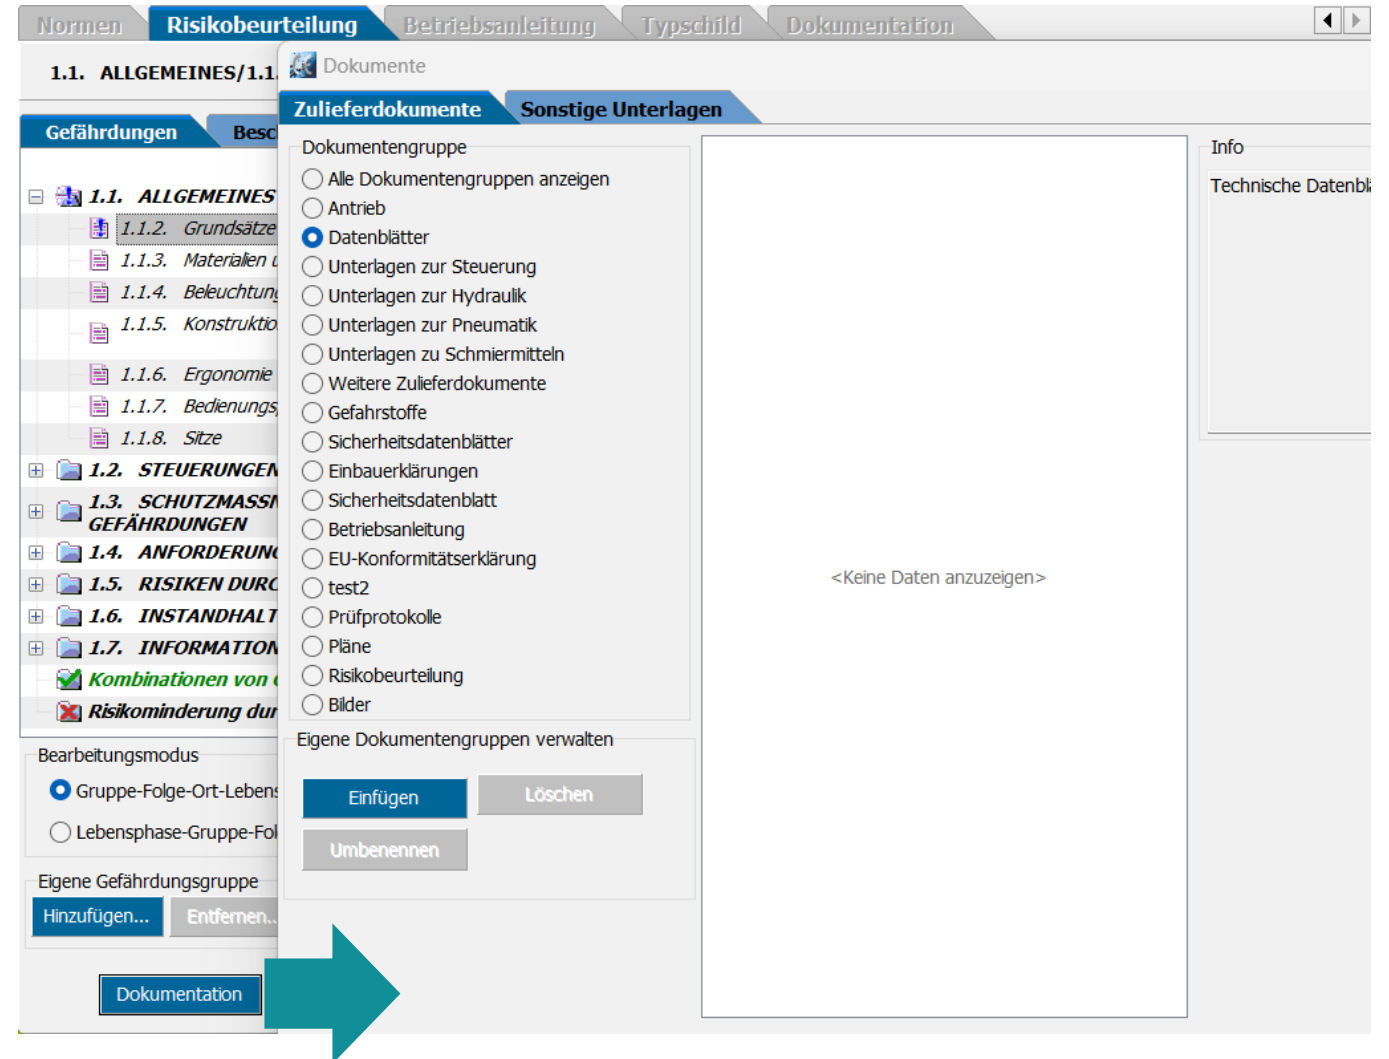 Normen Risikobeurteilung Betriebsanleitung Typschild Dokumentation
1.1. ALLGEMEINES/1.1.
Gefährdungen Besc
1.1. ALLGEMEINES
1.1.2. Grundsätze
1.1.3. Materialien u
1.1.4. Beleuchtung
1.1.5. Konstruktio
1.1.6. Ergonomie
1.1.7. Bedienungs
1.1.8. Sitze
1.2. STEUERUNGEN
1.3. SCHUTZMASSN
GEFÄHRDUNGEN
1.4. ANFORDERUNG
1.5. RISIKEN DURC
1.6. INSTANDHALT
1.7. INFORMATION
Kombinationen von
Risikominderung dur
Bearbeitungsmodus
Gruppe-Folge-Ort-Lebens
Lebensphase-Gruppe-Fol
Eigene Gefährdungsgruppe
Hinzufügen... Entfernen..
Dokumentation
Dokumente
Zulieferdokumente Sonstige Unterlagen
Dokumentengruppe
Alle Dokumentengruppen anzeigen
Antrieb
Datenblätter
Unterlagen zur Steuerung
Unterlagen zur Hydraulik
Unterlagen zur Pneumatik
Unterlagen zu Schmiermitteln
Weitere Zulieferdokumente
Gefahrstoffe
Sicherheitsdatenblätter
Einbauerklärungen
Sicherheitsdatenblatt
Betriebsanleitung
EU-Konformitätserklärung
test2
Prüfprotokolle
Pläne
Risikobeurteilung
Bilder
Eigene Dokumentengruppen verwalten
Einfügen Löschen
Umbenennen
<Keine Daten anzuzeigen>
Info
Technische Datenblä